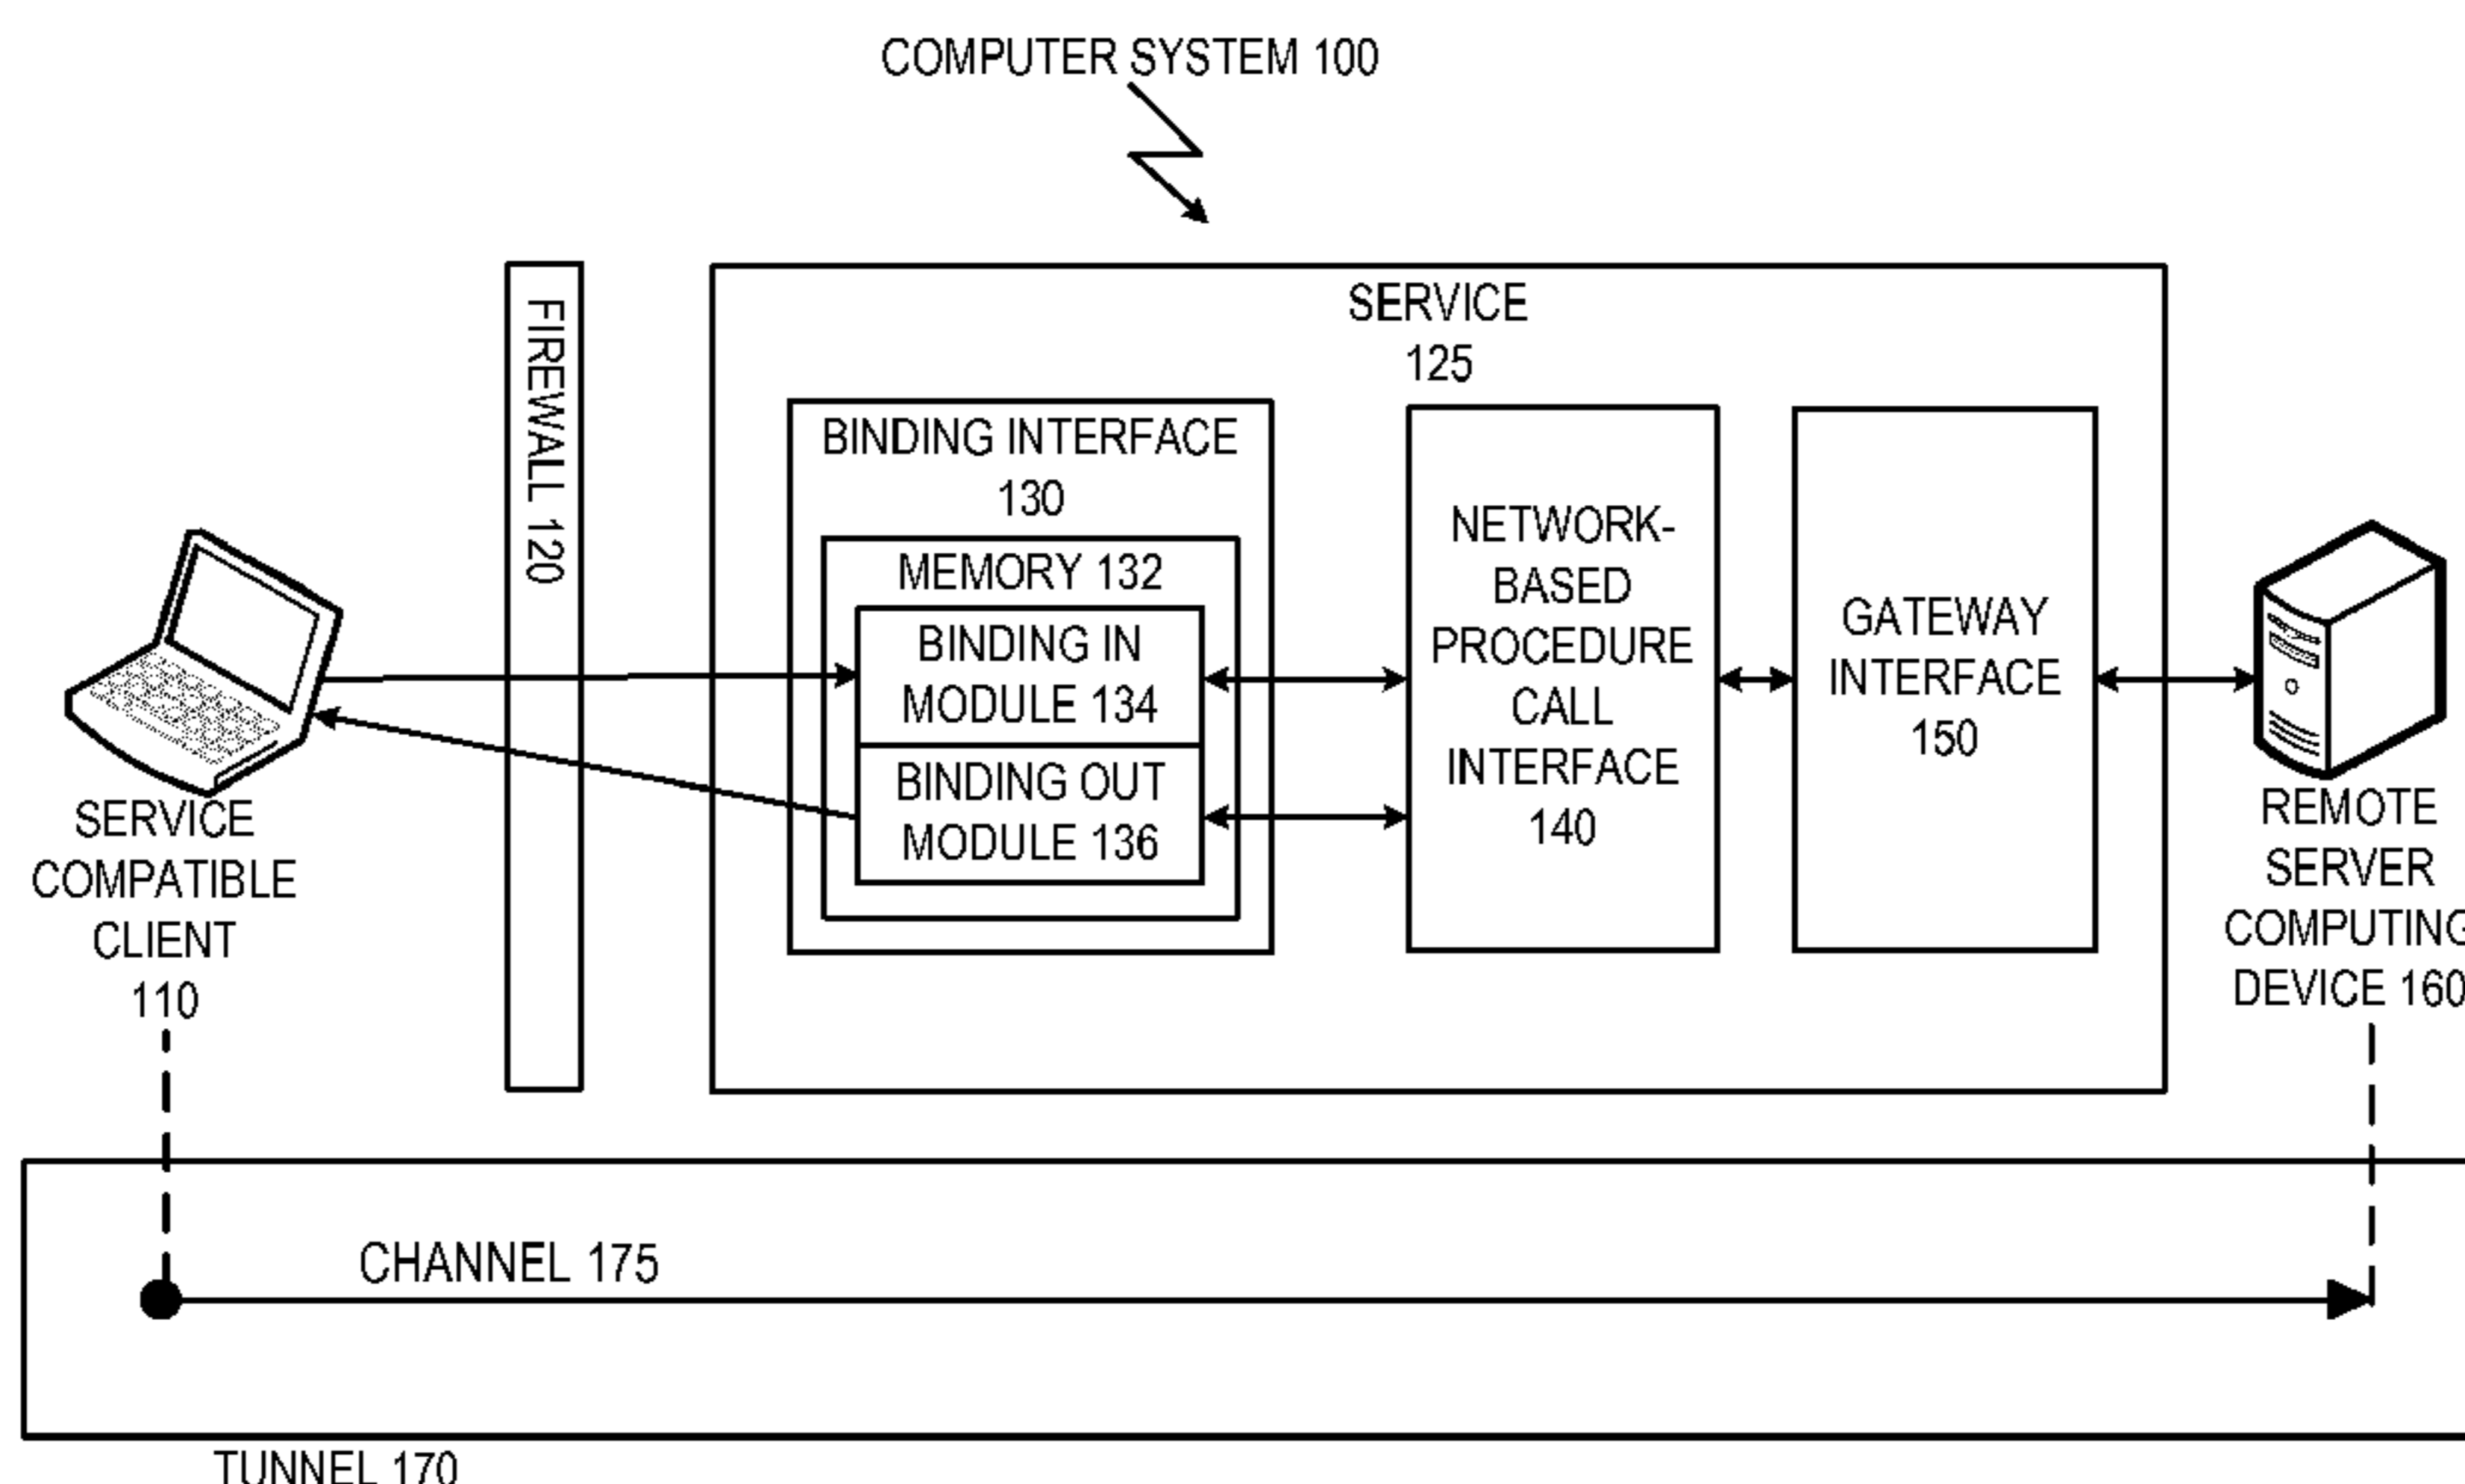 COMPUTER SYSTEM 100
FIREWALL 120
SERVICE
125
BINDING INTERFACE
130
MEMORY 132
BINDING IN
MODULE 134
BINDING OUT
MODULE 136
NETWORK-
BASED
PROCEDURE
CALL
INTERFACE
140
GATEWAY
INTERFACE
150
SERVICE
COMPATIBLE
CLIENT
110
REMOTE
SERVER
COMPUTING
DEVICE 160
CHANNEL 175
TUNNEL 170